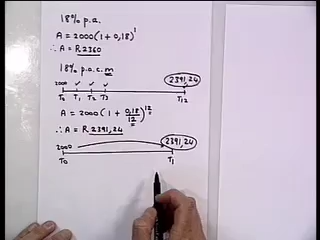 18% p.a.
A = 2000(1 + 0,18)¹
∴ A = R2360
18% p.a.c.m
2000 ✓ ✓ ✓ 2391,24
T0 T1 T2 T3 T12
A = 2000(1 + 0,18/12)¹²
∴ A = R 2391,24
2000 2391,24
T0 T1